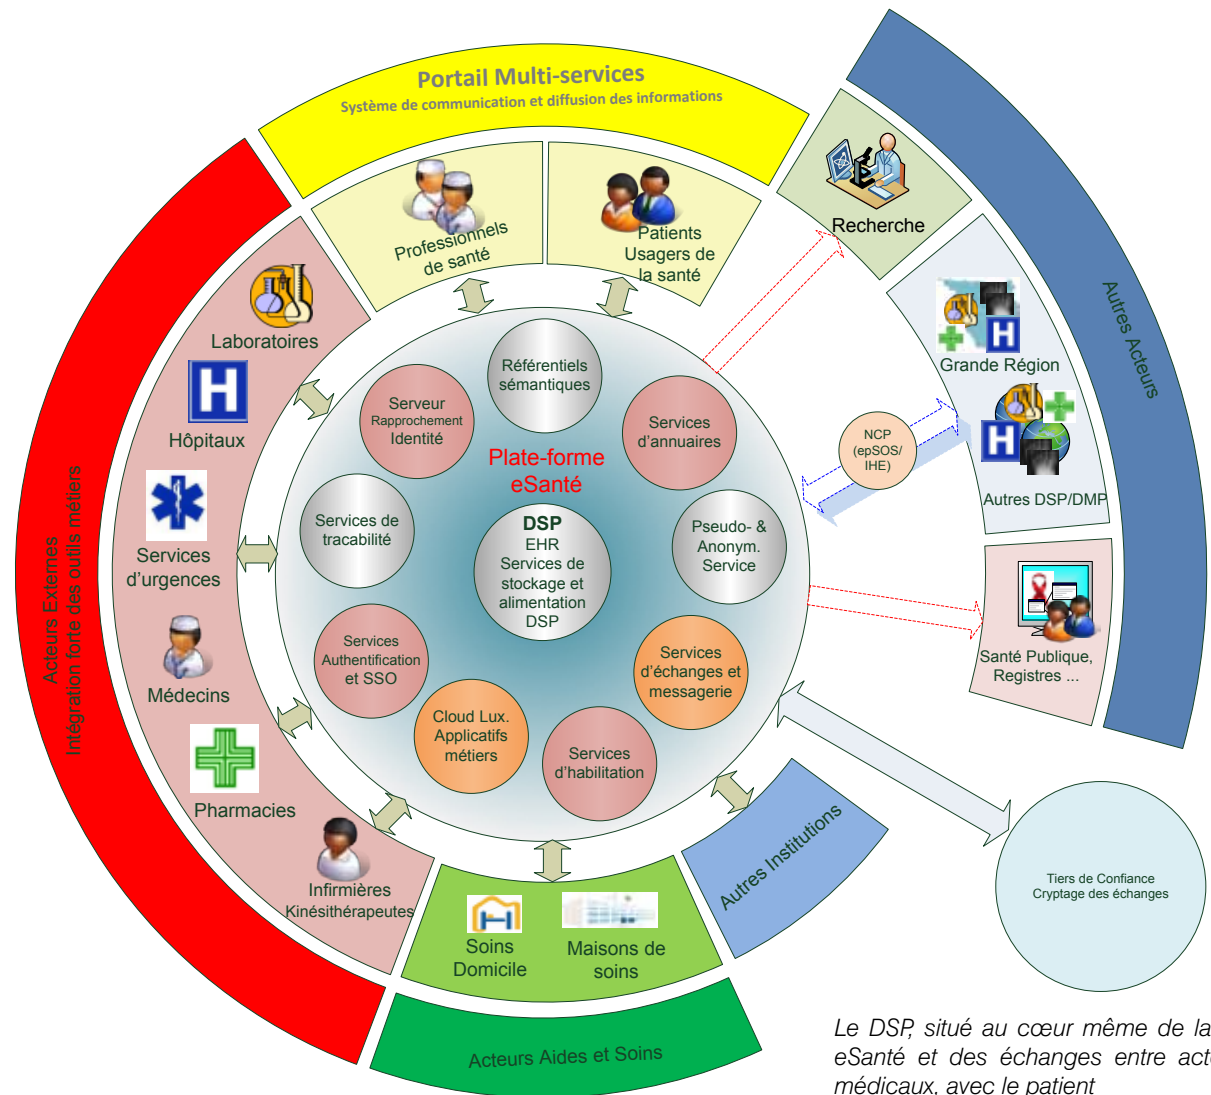 Portail Multi-services
Système de communication et diffusion des informations
Professionnels
de santé
Patients
Usagers de
la santé
Recherche
Autres Acteurs
Grande Région
Autres DSP/DMP
Santé Publique,
Registres ...
NCP
(epSOS/
IHE)
Acteurs Externes
Intégration forte des outils métiers
Laboratoires
H
Hôpitaux
Services
d'urgences
Médecins
Pharmacies
Infirmières
Kinésithérapeutes
Référentiels
sémantiques
Serveur
Rapprochement
Identité
Services
d'annuaires
Plate-forme
eSanté
Services de
tracabilité
DSP
EHR
Services de
stockage et
alimentation
DSP
Pseudo- &
Anonym.
Service
Services
Authentification
et SSO
Services
d'échanges et
messagerie
Cloud Lux.
Applicatifs
métiers
Services
d'habilitation
H
H
H
Soins
Domicile
Maisons de
soins
Autres Institutions
Acteurs Aides et Soins
Tiers de Confiance
Cryptage des échanges
Le DSP, situé au cœur même de la
eSanté et des échanges entre
médicaux, avec le patient